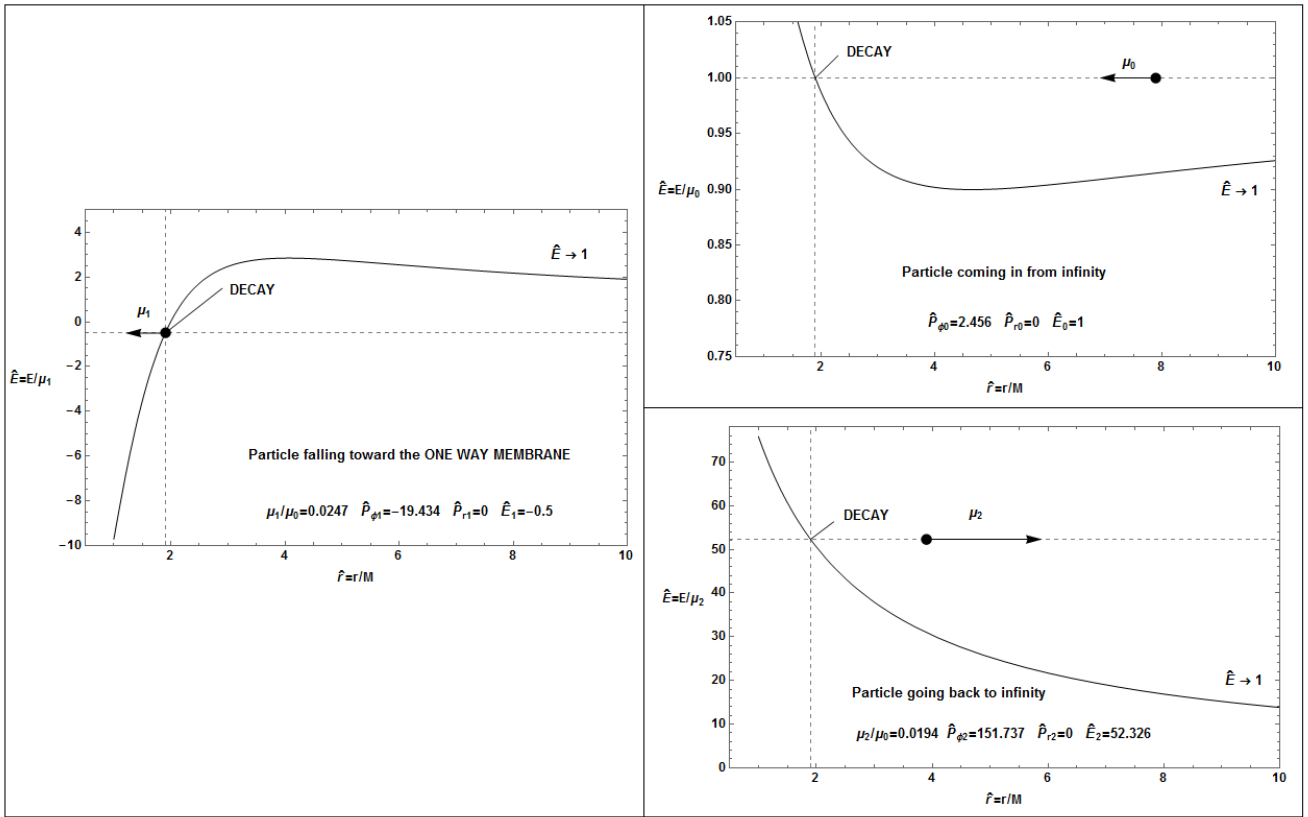 4
2
0
−2
−4
−6
−8
−10
2
4
6
8
10
Ê=E/μ₁
r̂=r/M
Ê → 1
μ₁
DECAY
Particle falling toward the ONE WAY MEMBRANE
μ₁/μ₀=0.0247 P̂ϕ₁=−19.434 P̂r₁=0 Ê₁=−0.5
1.05
1.00
0.95
0.90
0.85
0.80
0.75
2
4
6
8
10
Ê=E/μ₀
r̂=r/M
DECAY
μ₀
Ê → 1
Particle coming in from infinity
P̂ϕ₀=2.456 P̂r₀=0 Ê₀=1
70
60
50
40
30
20
10
0
2
4
6
8
10
Ê=E/μ₂
r̂=r/M
DECAY
μ₂
Ê → 1
Particle going back to infinity
μ₂/μ₀=0.0194 P̂ϕ₂=151.737 P̂r₂=0 Ê₂=52.326